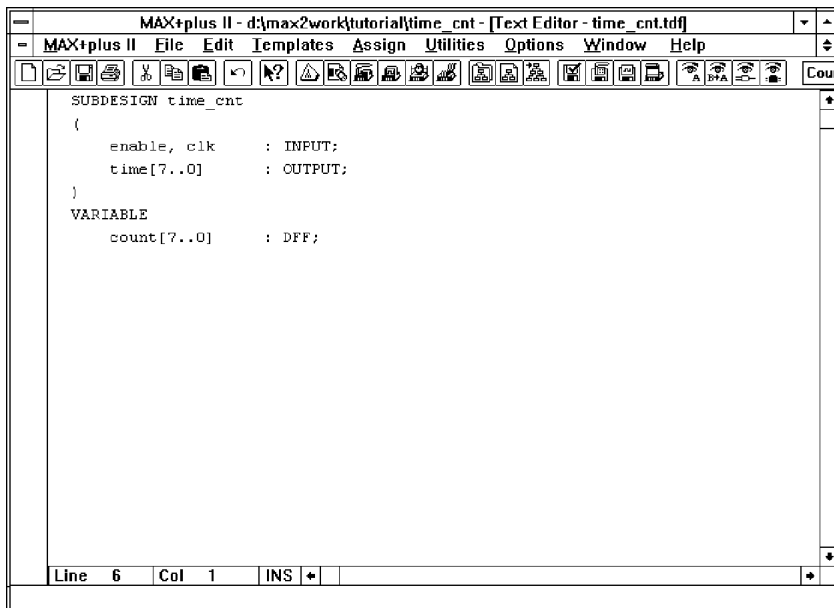 MAX+plus II - d:\max2work\tutorial\time_cnt - [Text Editor - time_cnt.tdf]
MAX+plus II File Edit Templates Assign Utilities Options Window Help
Cou
SUBDESIGN time_cnt
(
enable, clk : INPUT;
time[7..0] : OUTPUT;
)
VARIABLE
count[7..0] : DFF;
Line 6 Col 1 INS